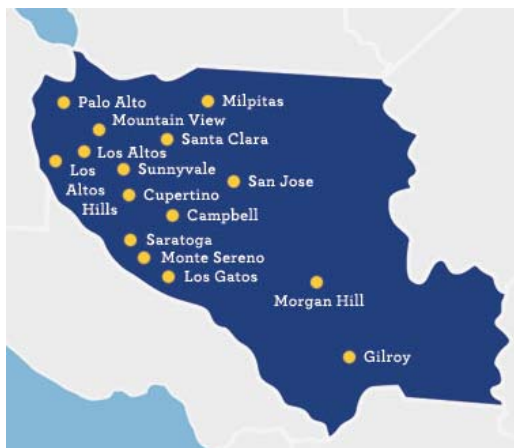 Palo Alto
Milpitas
Mountain View
Santa Clara
Los Altos
Los
Altos
Hills
Sunnyvale
San Jose
Cupertino
Campbell
Saratoga
Monte Sereno
Los Gatos
Morgan Hill
Gilroy